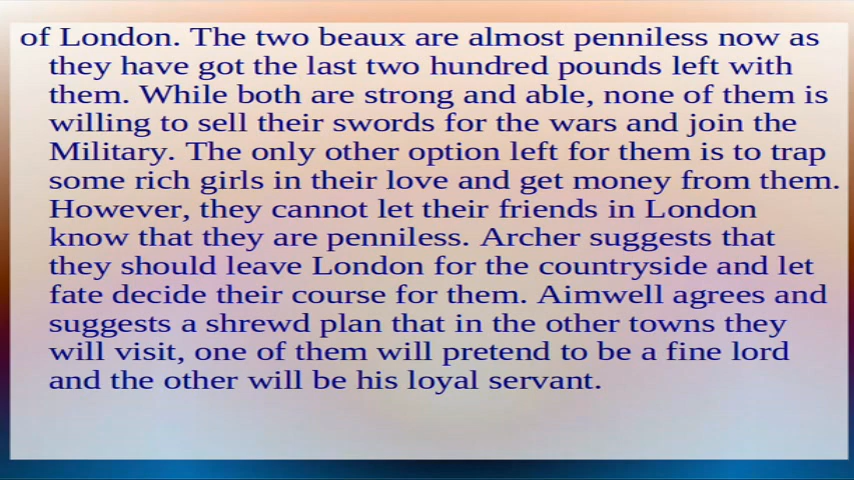 of London. The two beaux are almost penniless now as
they have got the last two hundred pounds left with
them. While both are strong and able, none of them is
willing to sell their swords for the wars and join the
Military. The only other option left for them is to trap
some rich girls in their love and get money from them.
However, they cannot let their friends in London
know that they are penniless. Archer suggests that
they should leave London for the countryside and let
fate decide their course for them. Aimwell agrees and
suggests a shrewd plan that in the other towns they
will visit, one of them will pretend to be a fine lord
and the other will be his loyal servant.